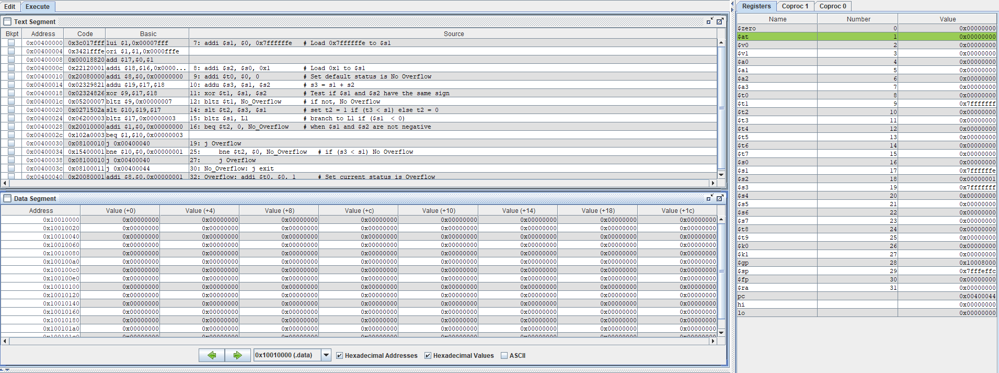 Edit Execute
Text Segment
Bkpt Address Code Basic Source
0x00400000 0x3c017fff lui $1,0x00007fff 7: addi $s1, $0, 0x7ffffffe # Load 0x7ffffffe to $s1
0x00400004 0x3421fffe ori $1,$1,0x0000fffe
0x00400008 0x00018820 add $17,$0,$1
0x0040000c 0x22120001 addi $18,$16,0x0000... 8: addi $s2, $s0, 0x1 # Load 0x1 to $s1
0x00400010 0x20080000 addi $8,$0,0x00000000 9: addi $t0, $0, 0 # Set default status is No Overflow
0x00400014 0x02329821 addu $19,$17,$18 10: addu $s3, $s1, $s2 # s3 = s1 + s2
0x00400018 0x02324826 xor $9,$17,$18 11: xor $t1, $s1, $s2 # Test if $s1 and $s2 have the same sign
0x0040001c 0x05200007 bltz $9,0x00000007 12: bltz $t1, No_Overflow # if not, No Overflow
0x00400020 0x0271502a slt $10,$19,$17 14: slt $t2, $s3, $s1 # set t2 = 1 if (t3 < s1) else t2 = 0
0x00400024 0x06200003 bltz $17,0x00000003 15: bltz $s1, L1 # branch to L1 if ($s1 < 0)
0x00400028 0x20010000 addi $1,$0,0x00000000 16: beq $t2, 0, No_Overflow # when $s1 and $s2 are not negative
0x0040002c 0x102a0003 beq $1,$10,0x00000003
0x00400030 0x08100010 j 0x00400040 19: j Overflow
0x00400034 0x15400001 bne $10,$0,0x00000001 25: bne $t2, $0, No_Overflow # if (s3 < s1) No Overflow
0x00400038 0x08100010 j 0x00400040 27: j Overflow
0x0040003c 0x08100011 j 0x00400044 30: No_Overflow: j exit
0x00400040 0x20080001 addi $8,$0,0x00000001 32: Overflow: addi $t0, $0, 1 # Set current status is Overflow
Data Segment
Address Value (+0) Value (+4) Value (+8) Value (+c) Value (+10) Value (+14) Value (+18) Value (+1c)
0x10010000 0x00000000 0x00000000 0x00000000 0x00000000 0x00000000 0x00000000 0x00000000 0x00000000
0x10010020 0x00000000 0x00000000 0x00000000 0x00000000 0x00000000 0x00000000 0x00000000 0x00000000
0x10010040 0x00000000 0x00000000 0x00000000 0x00000000 0x00000000 0x00000000 0x00000000 0x00000000
0x10010060 0x00000000 0x00000000 0x00000000 0x00000000 0x00000000 0x00000000 0x00000000 0x00000000
0x10010080 0x00000000 0x00000000 0x00000000 0x00000000 0x00000000 0x00000000 0x00000000 0x00000000
0x100100a0 0x00000000 0x00000000 0x00000000 0x00000000 0x00000000 0x00000000 0x00000000 0x00000000
0x100100c0 0x00000000 0x00000000 0x00000000 0x00000000 0x00000000 0x00000000 0x00000000 0x00000000
0x100100e0 0x00000000 0x00000000 0x00000000 0x00000000 0x00000000 0x00000000 0x00000000 0x00000000
0x10010100 0x00000000 0x00000000 0x00000000 0x00000000 0x00000000 0x00000000 0x00000000 0x00000000
0x10010120 0x00000000 0x00000000 0x00000000 0x00000000 0x00000000 0x00000000 0x00000000 0x00000000
0x10010140 0x00000000 0x00000000 0x00000000 0x00000000 0x00000000 0x00000000 0x00000000 0x00000000
0x10010160 0x00000000 0x00000000 0x00000000 0x00000000 0x00000000 0x00000000 0x00000000 0x00000000
0x10010180 0x00000000 0x00000000 0x00000000 0x00000000 0x00000000 0x00000000 0x00000000 0x00000000
0x100101a0 0x00000000 0x00000000 0x00000000 0x00000000 0x00000000 0x00000000 0x00000000 0x00000000
0x10010000 (.data) Hexadecimal Addresses Hexadecimal Values ASCII
Registers Coproc 1 Coproc 0
Name Number Value
$zero 0 0x00000000
$at 1 0x00000000
$v0 2 0x00000000
$v1 3 0x00000000
$a0 4 0x00000000
$a1 5 0x00000000
$a2 6 0x00000000
$a3 7 0x00000000
$t0 8 0x00000000
$t1 9 0x7fffffff
$t2 10 0x00000000
$t3 11 0x00000000
$t4 12 0x00000000
$t5 13 0x00000000
$t6 14 0x00000000
$t7 15 0x00000000
$s0 16 0x00000000
$s1 17 0x7ffffffe
$s2 18 0x00000001
$s3 19 0x7fffffff
$s4 20 0x00000000
$s5 21 0x00000000
$s6 22 0x00000000
$s7 23 0x00000000
$t8 24 0x00000000
$t9 25 0x00000000
$k0 26 0x00000000
$k1 27 0x00000000
$gp 28 0x10008000
$sp 29 0x7fffeffc
$fp 30 0x00000000
$ra 31 0x00000000
pc 0x00400044
hi 0x00000000
lo 0x00000000